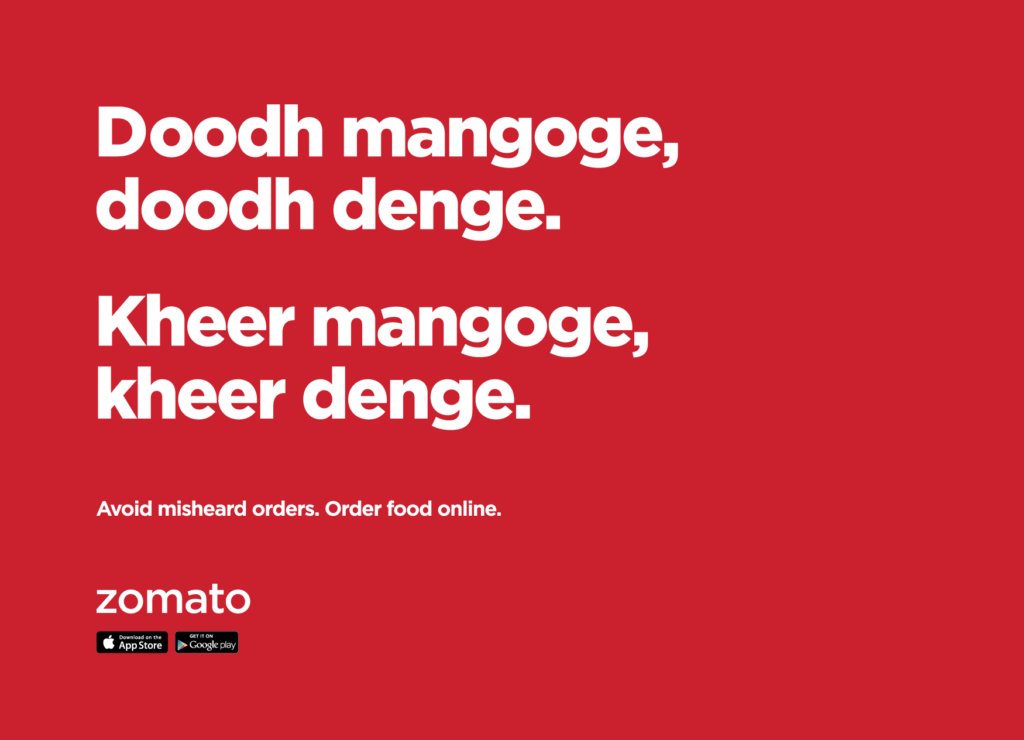 Doodh mangoge,
doodh denge.
Kheer mangoge,
kheer denge.
Avoid misheard orders. Order food online.
zomato
Download on the
App Store
GET IT ON
Google play